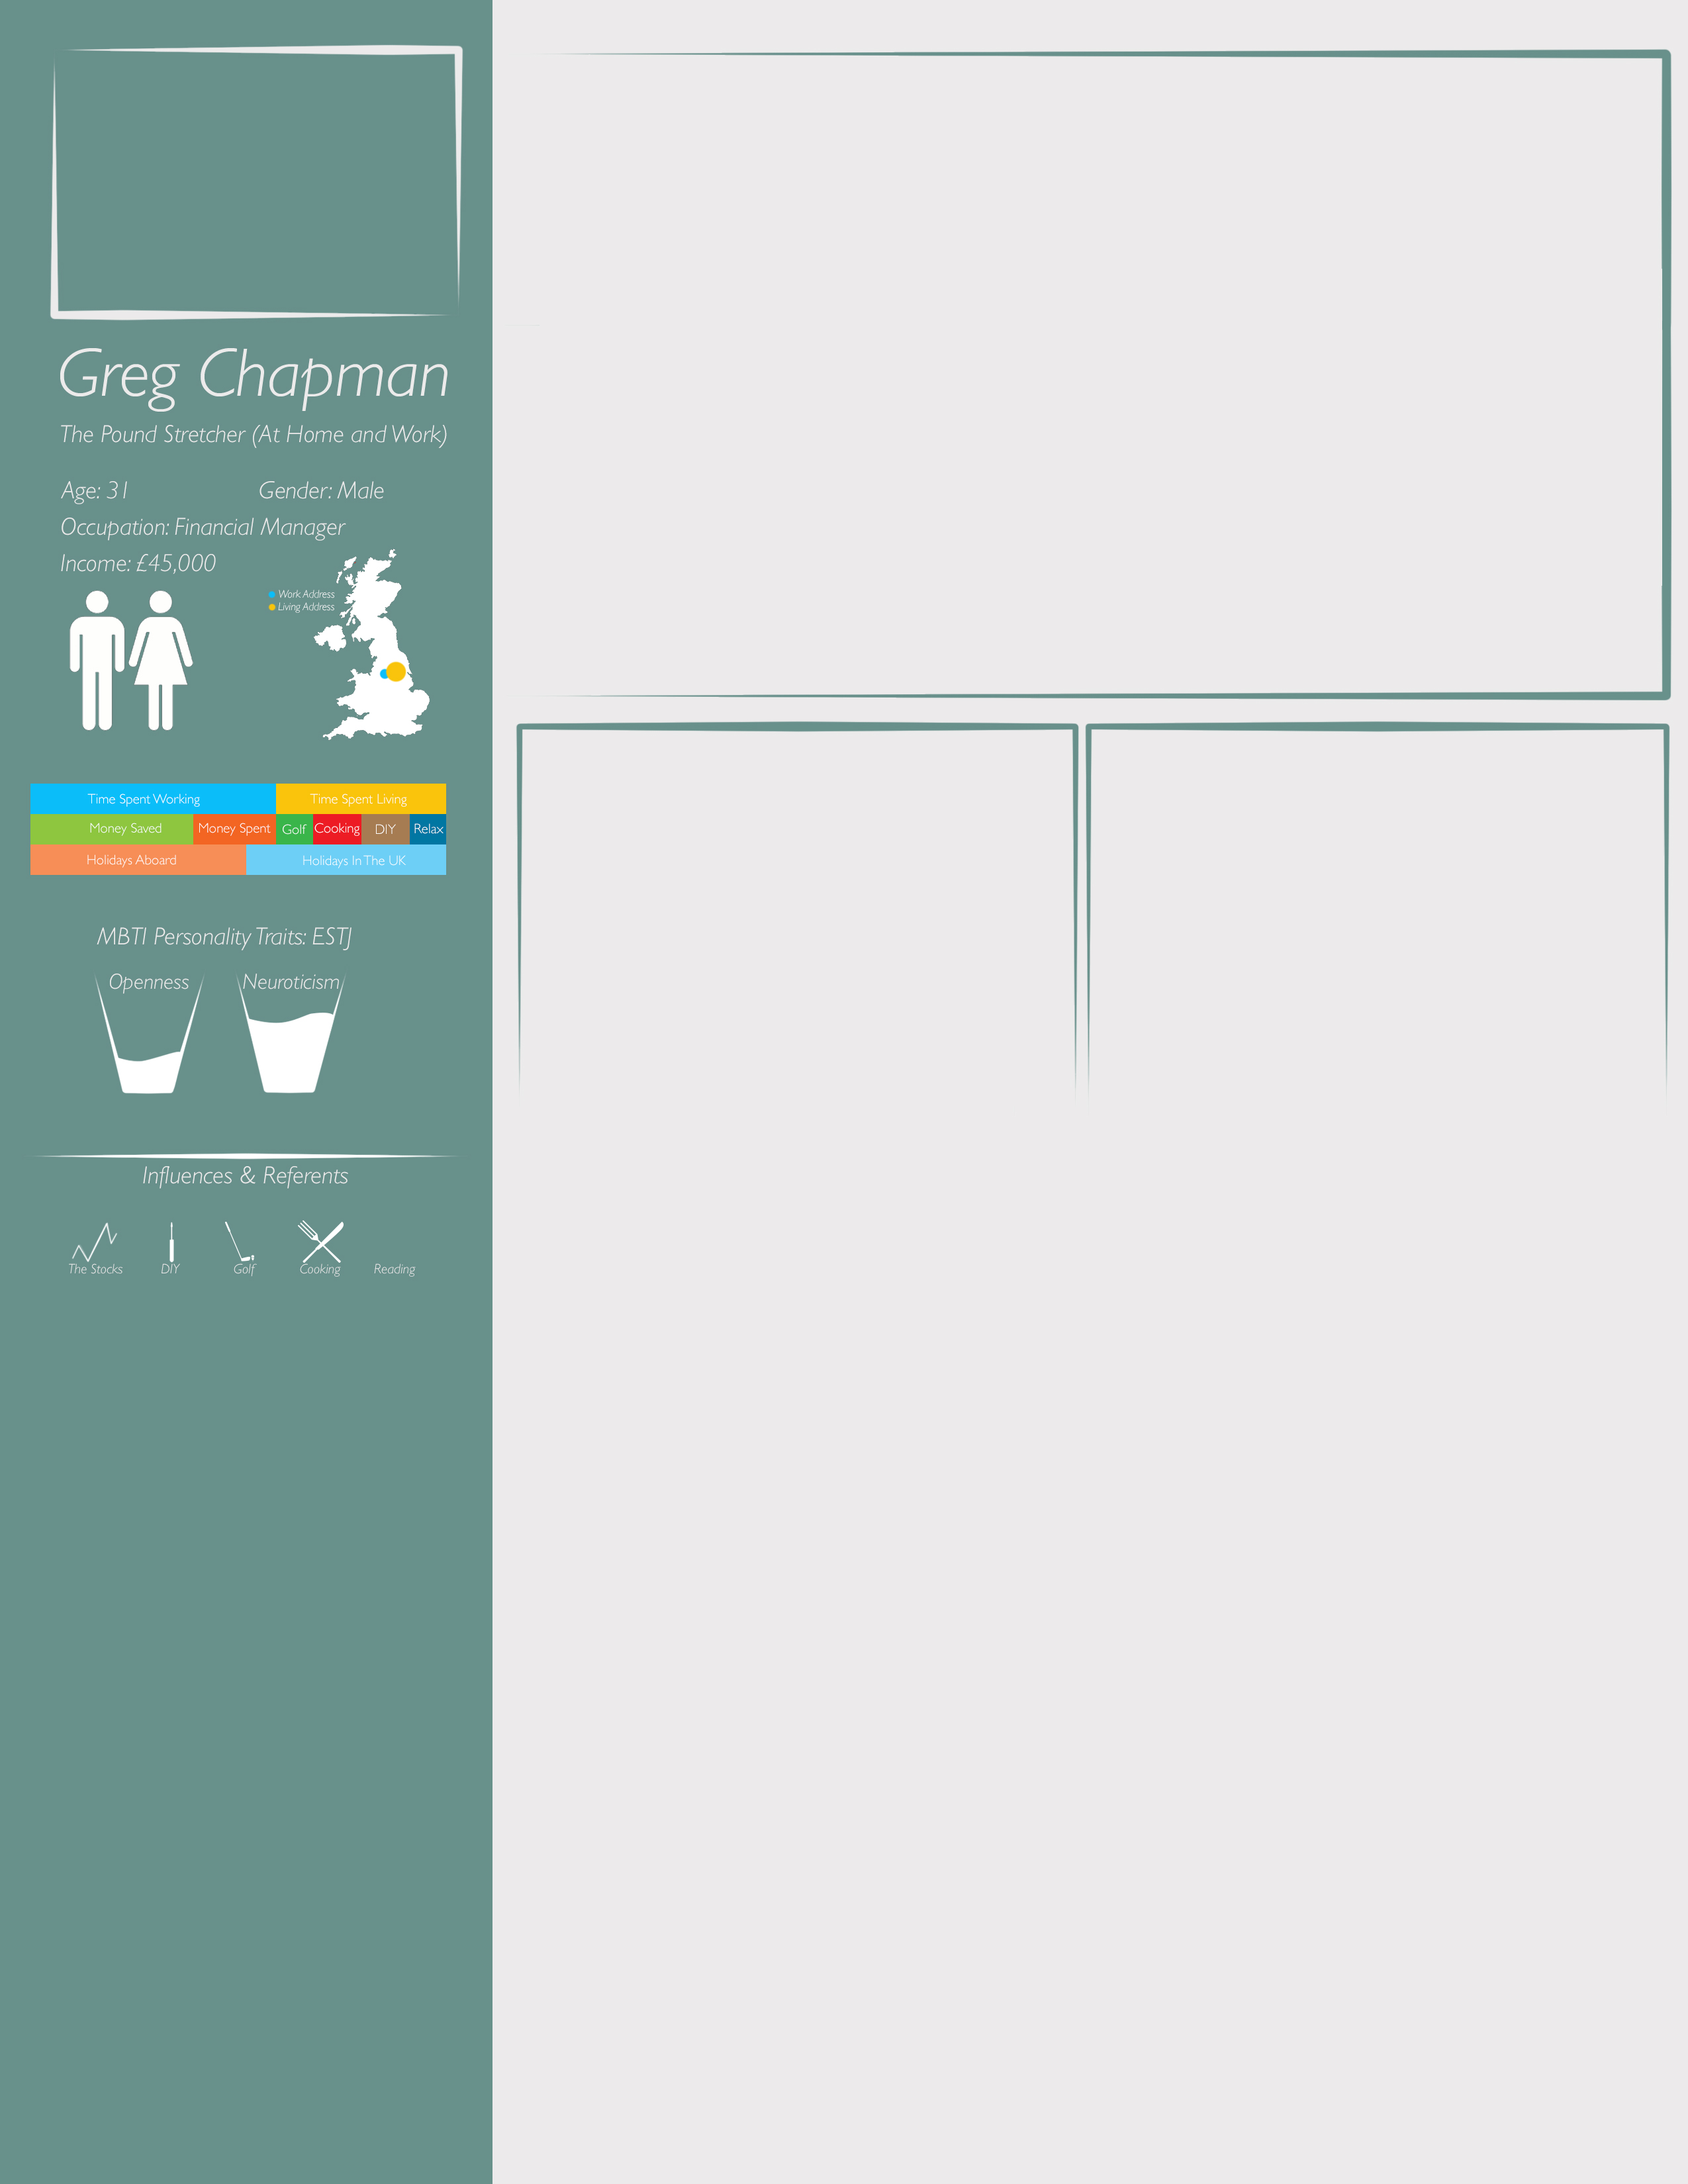 Greg Chapman
The Pound Stretcher (At Home and Work)
Age: 31 Gender: Male
Occupation: Financial Manager
Income: £45,000
Work Address
Living Address
Time Spent Working Time Spent Living
Money Saved Money Spent Golf Cooking DIY Relax
Holidays Aboard Holidays In The UK
MBTI Personality Traits: ESTJ
Openness Neuroticism
Influences & Referents
The Stocks DIY Golf Cooking Reading